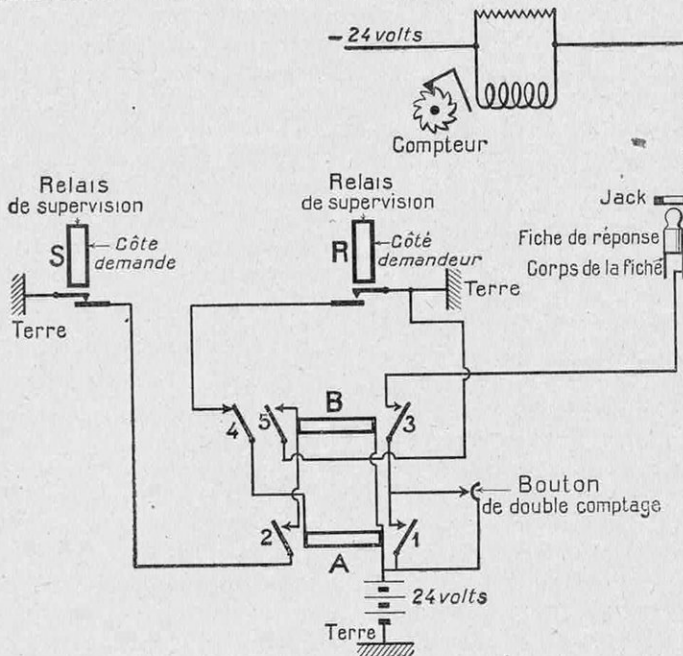 - 24 volts
Compteur
Relais
de supervision
S
Côte
demande
Terre
Relais
de supervision
R
Côté
demandeur
Terre
Jack
Fiche de réponse
Corps de la fiche
B
4
5
3
2
A
1
Bouton
de double comptage
24 volts
Terre